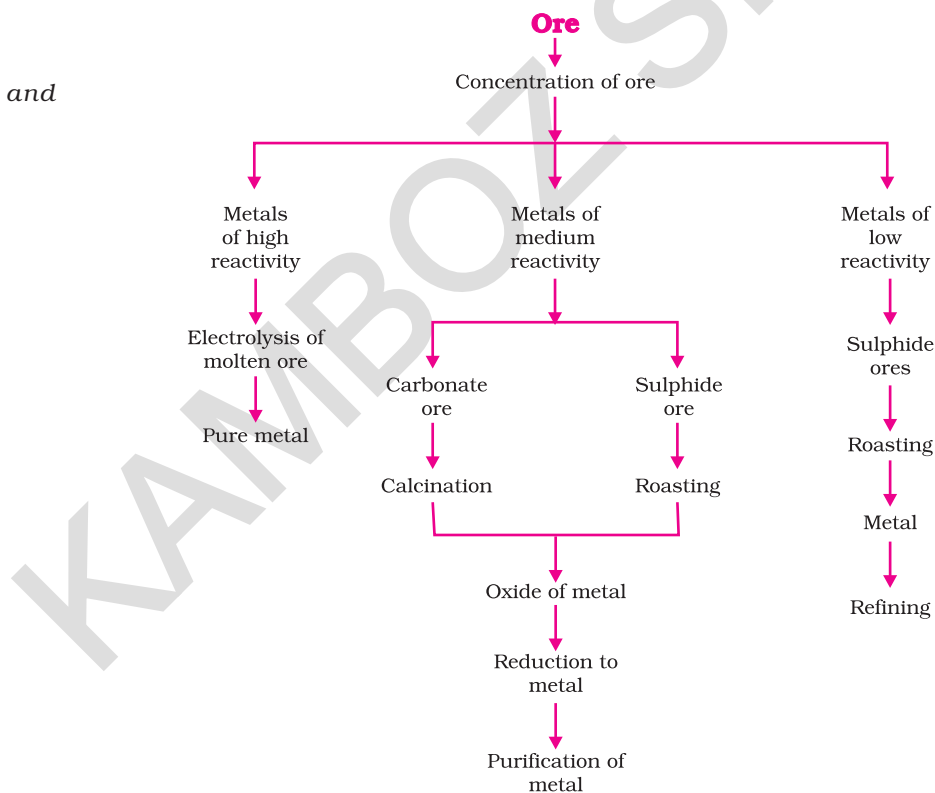 Ore
Concentration of ore
and
Metals
of high
reactivity
Metals of
medium
reactivity
Metals of
low
reactivity
Electrolysis of
molten ore
Pure metal
Carbonate
ore
Calcination
Sulphide
ore
Roasting
Oxide of metal
Reduction to
metal
Purification of
metal
Sulphide
ores
Roasting
Metal
Refining
KAMBOZ